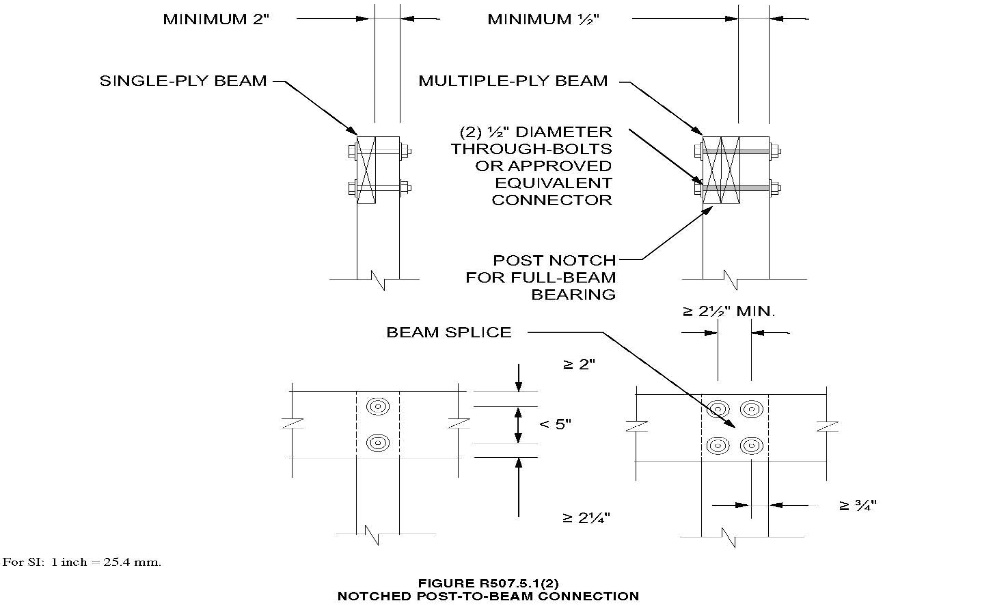 MINIMUM 2"
MINIMUM ½"
SINGLE-PLY BEAM
MULTIPLE-PLY BEAM
(2) ½" DIAMETER
THROUGH-BOLTS
OR APPROVED
EQUIVALENT
CONNECTOR
POST NOTCH
FOR FULL-BEAM
BEARING
≥ 2½" MIN.
BEAM SPLICE
≥ 2"
< 5"
≥ 2¼"
≥ ¾"
For SI: 1 inch = 25.4 mm.
FIGURE R507.5.1(2)
NOTCHED POST-TO-BEAM CONNECTION